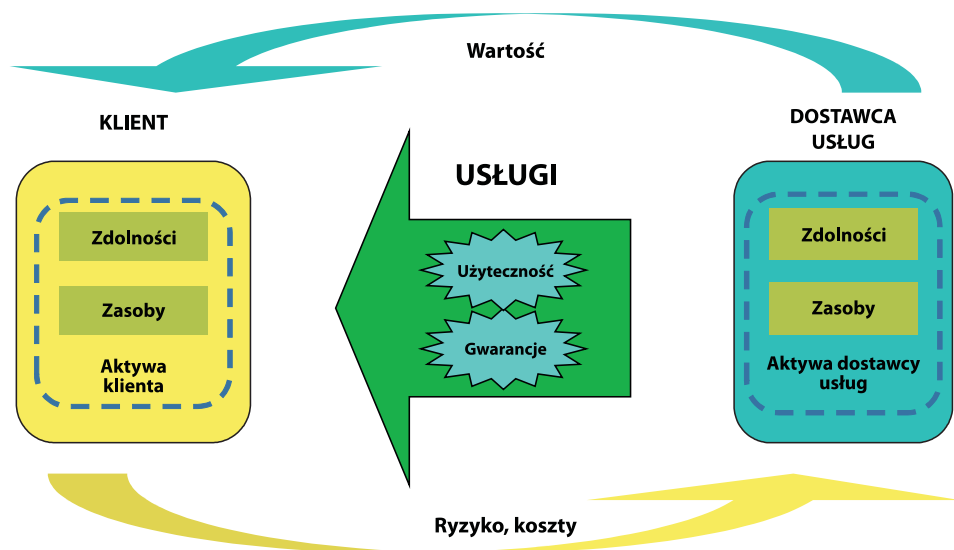 Wartość
KLIENT
DOSTAWCA
USŁUG
USŁUGI
Zdolności
Zasoby
Aktywa
klienta
Użyteczność
Gwarancje
Zdolności
Zasoby
Aktywa dostawcy
usług
Ryzyko, koszty